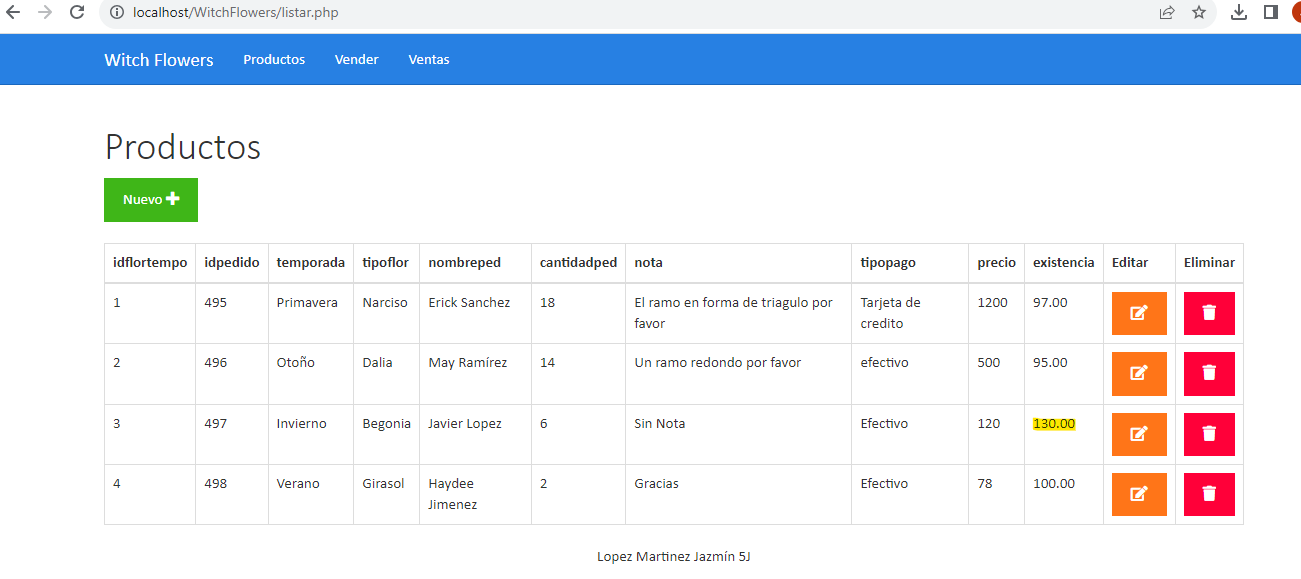 localhost/WitchFlowers/listar.php
Witch Flowers Productos Vender Ventas
Productos
Nuevo
idflortempo idpedido temporada tipoflor nombreped cantidadped nota tipopago precio existencia Editar Eliminar
1 495 Primavera Narciso Erick Sanchez 18 El ramo en forma de triagulo por Tarjeta de 1200 97.00
favor credito
2 496 Otoño Dalia May Ramírez 14 Un ramo redondo por favor efectivo 500 95.00
3 497 Invierno Begonia Javier Lopez 6 Sin Nota Efectivo 120 130.00
4 498 Verano Girasol Haydee 2 Gracias Efectivo 78 100.00
Jimenez
Lopez Martinez Jazmín 5J